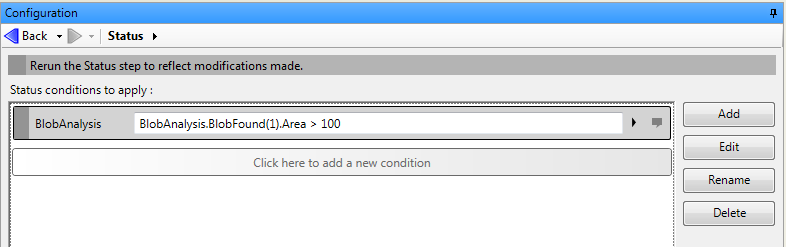 Configuration
Back Status
Rerun the Status step to reflect modifications made.
Status conditions to apply :
BlobAnalysis BlobAnalysis.BlobFound(1).Area > 100
Click here to add a new condition
Add
Edit
Rename
Delete